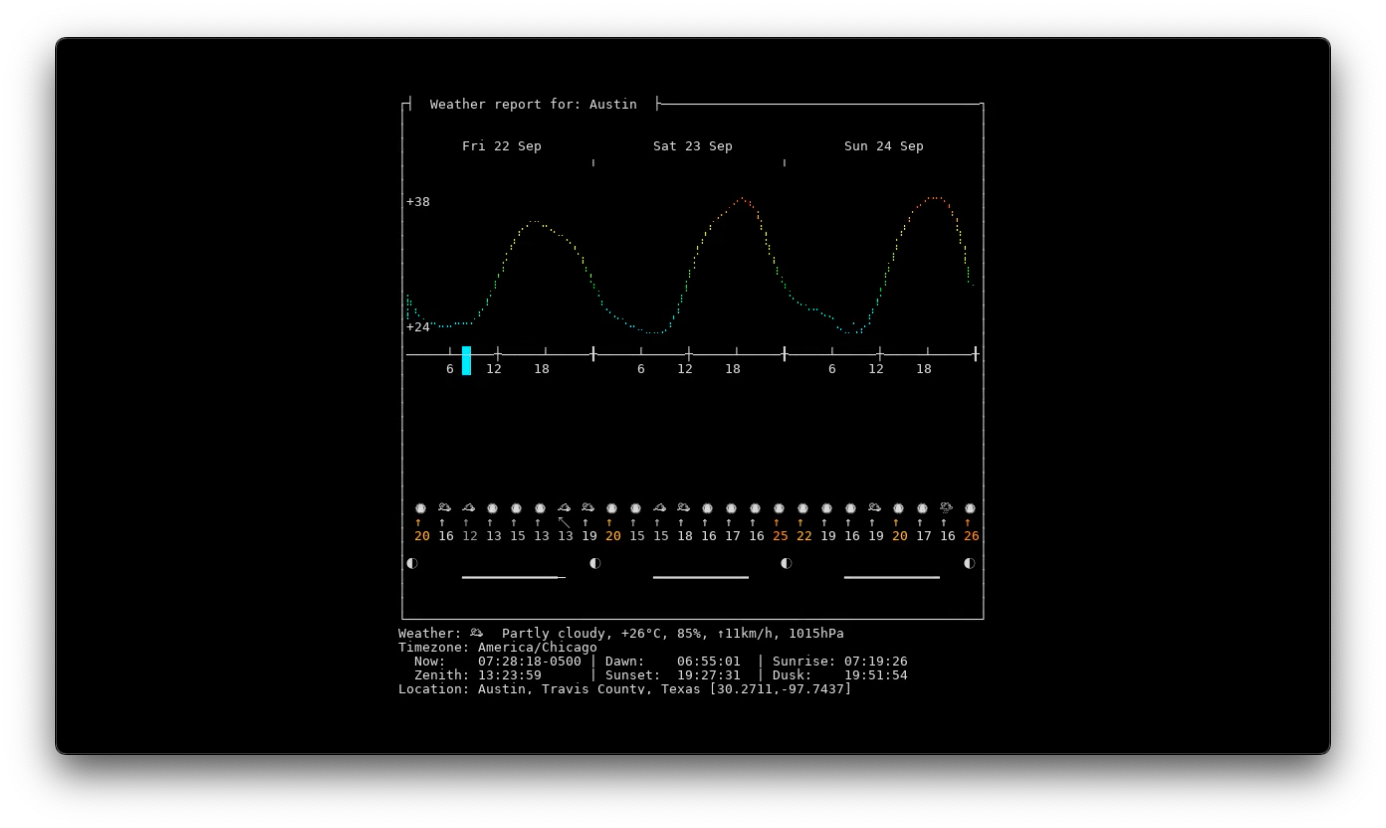 Weather report for: Austin
Fri 22 Sep Sat 23 Sep Sun 24 Sep
+38
+24
6 12 18 6 12 18 6 12 18
↑ ↑ ↑ ↑ ↑ ↑ ↖ ↑ ↑ ↑ ↑ ↑ ↑ ↑ ↑ ↑ ↑ ↑ ↑ ↑ ↑ ↑ ↑ ↑
20 16 12 13 15 13 13 19 20 15 15 18 16 17 16 25 22 19 16 19 20 17 16 26
Weather: Partly cloudy, +26°C, 85%, ↑11km/h, 1015hPa
Timezone: America/Chicago
Now: 07:28:18-0500 | Dawn: 06:55:01 | Sunrise: 07:19:26
Zenith: 13:23:59 | Sunset: 19:27:31 | Dusk: 19:51:54
Location: Austin, Travis County, Texas [30.2711,-97.7437]